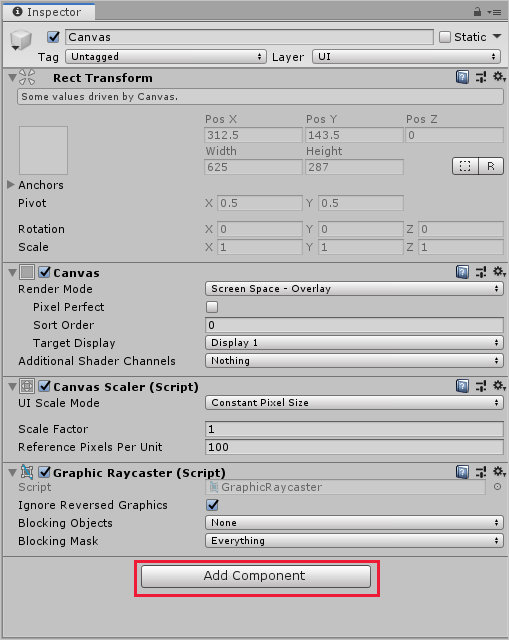 Inspector
Canvas Static
Tag Untagged Layer UI
Rect Transform
Some values driven by Canvas.
Pos X Pos Y Pos Z
312.5 143.5 0
Width Height
625 287
R
Anchors
Pivot X 0.5 Y 0.5
Rotation X 0 Y 0 Z 0
Scale X 1 Y 1 Z 1
Canvas
Render Mode Screen Space - Overlay
Pixel Perfect
Sort Order 0
Target Display Display 1
Additional Shader Channels Nothing
Canvas Scaler (Script)
UI Scale Mode Constant Pixel Size
Scale Factor 1
Reference Pixels Per Unit 100
Graphic Raycaster (Script)
Script GraphicRaycaster
Ignore Reversed Graphics
Blocking Objects None
Blocking Mask Everything
Add Component